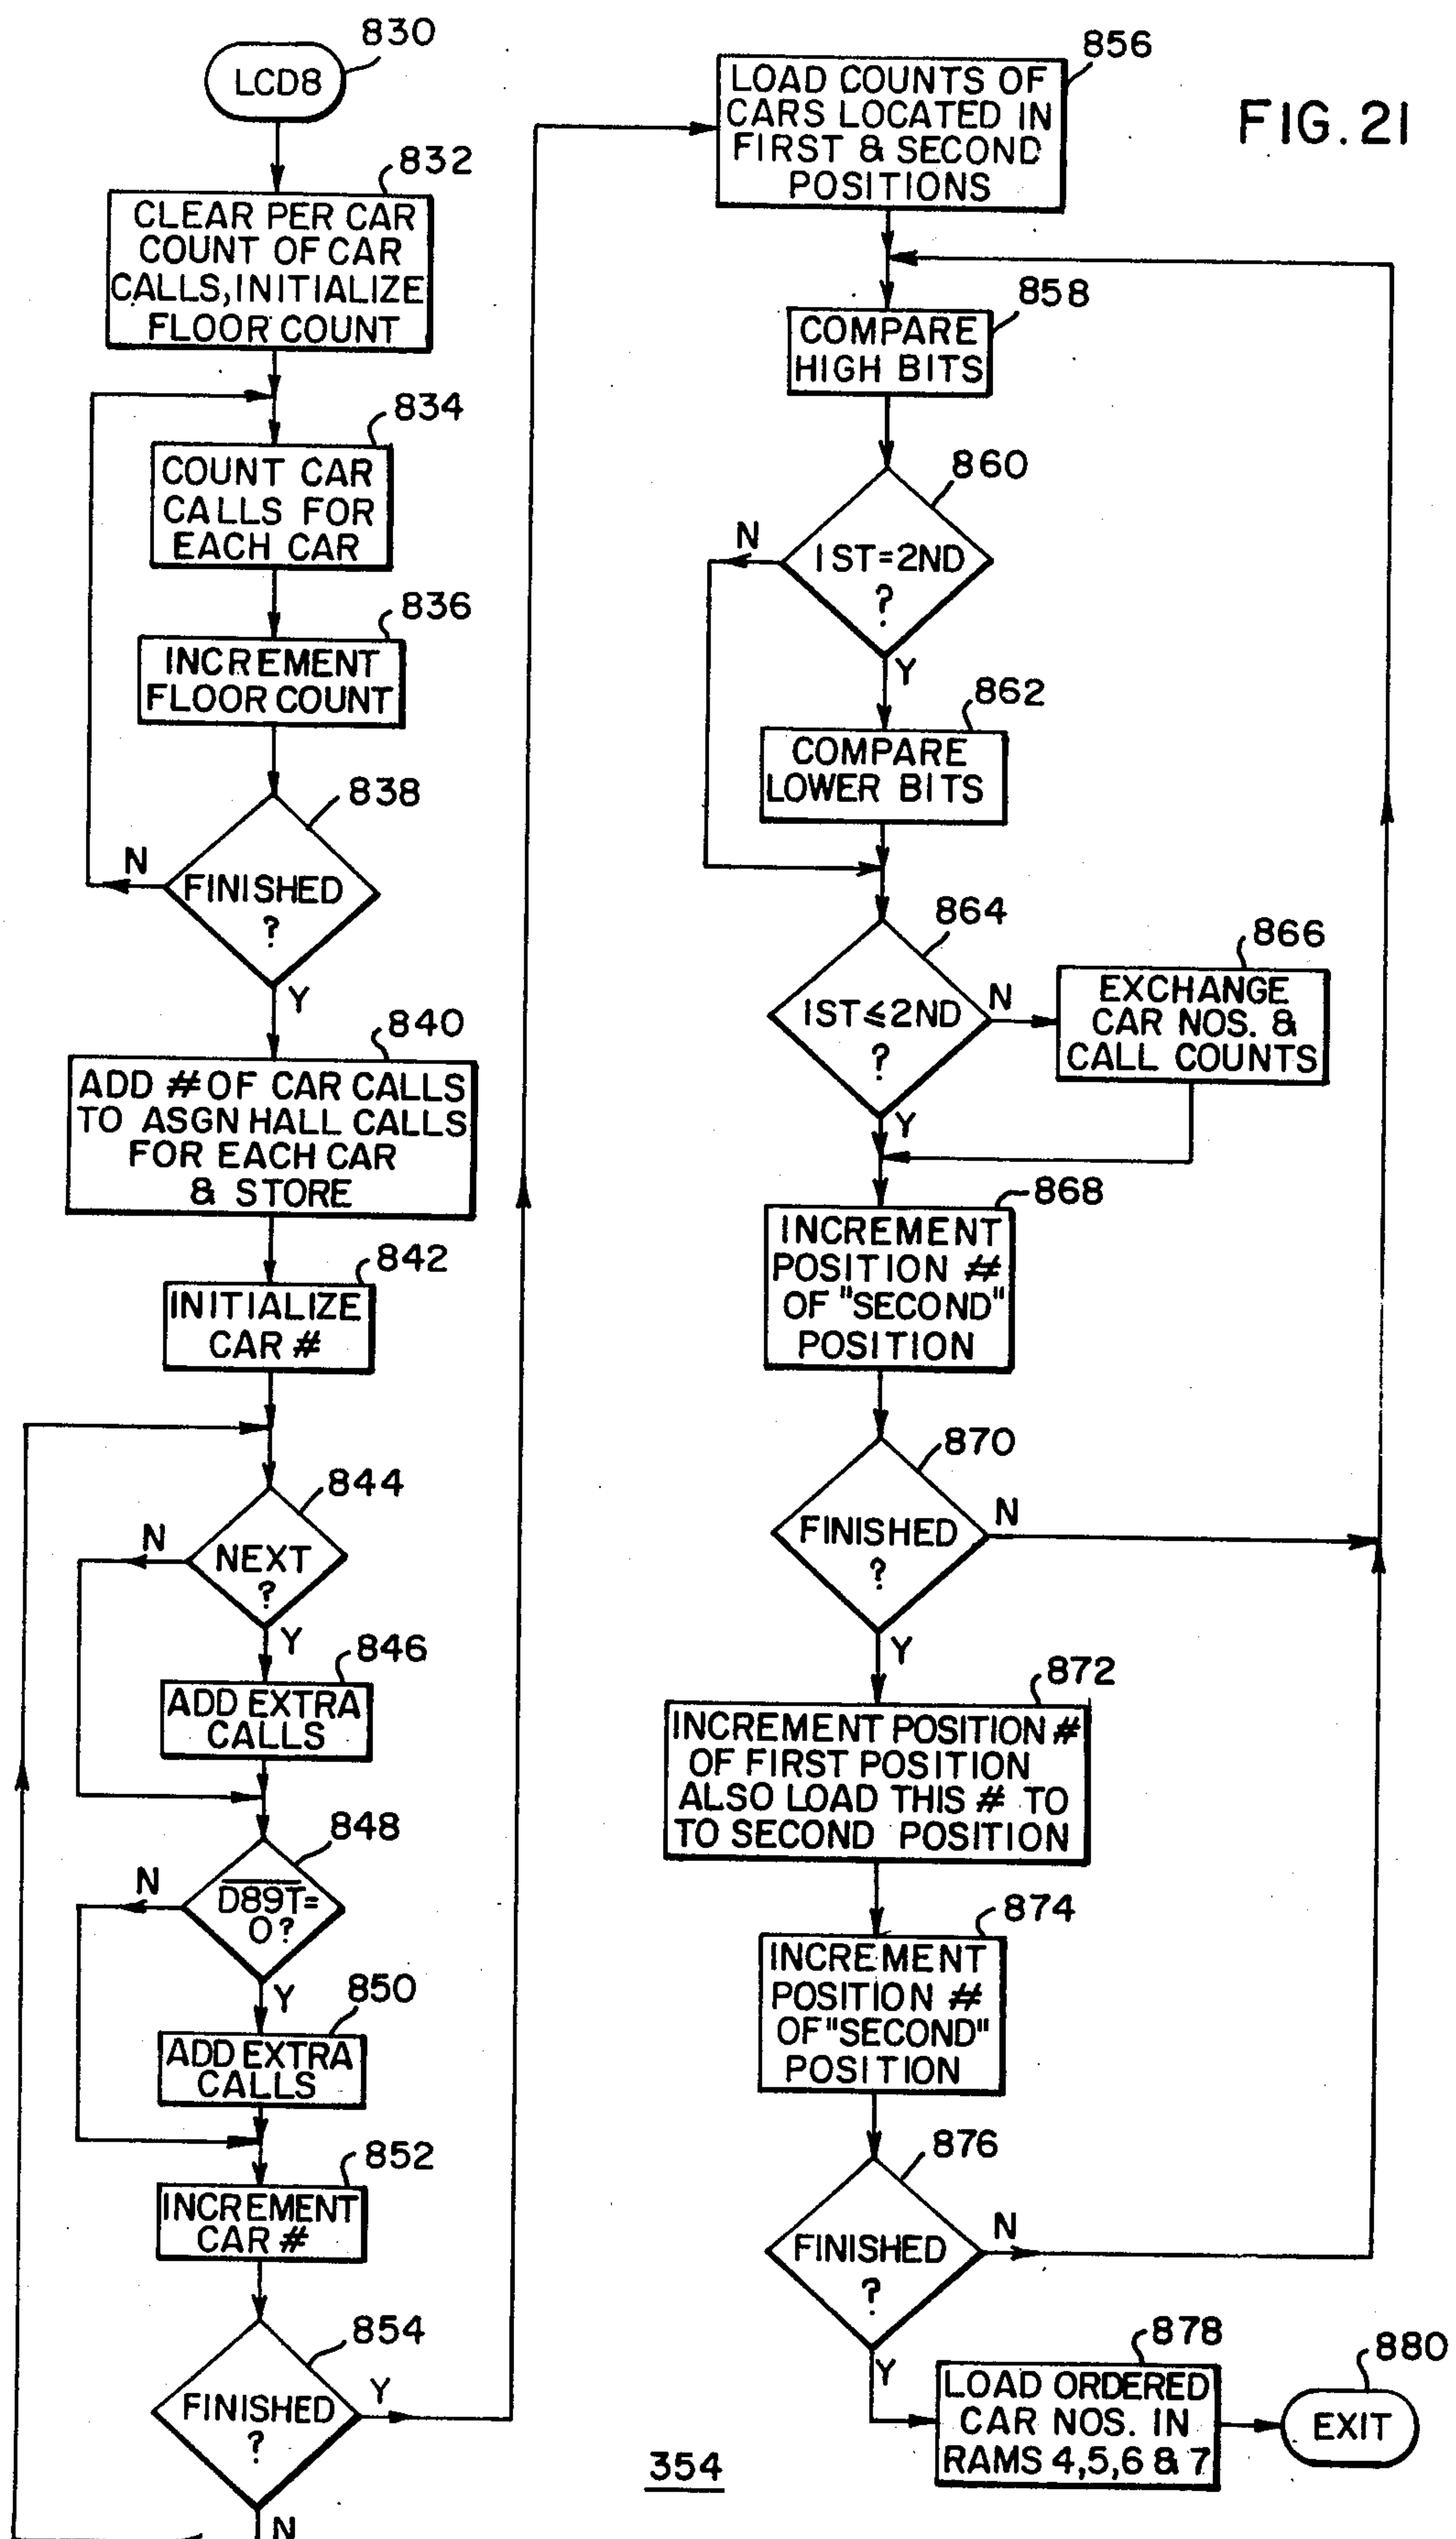 830
LCD8
832
CLEAR PER CAR
COUNT OF CAR
CALLS, INITIALIZE
FLOOR COUNT
834
COUNT CAR
CALLS FOR
EACH CAR
836
INCREMENT
FLOOR COUNT
838
N
FINISHED
?
Y
840
ADD # OF CAR CALLS
TO ASGN HALL CALLS
FOR EACH CAR
& STORE
842
INITIALIZE
CAR #
844
N
NEXT
?
Y
846
ADD EXTRA
CALLS
848
N
D89T=
0?
Y
850
ADD EXTRA
CALLS
852
INCREMENT
CAR #
854
FINISHED
?
Y
N
856
LOAD COUNTS OF
CARS LOCATED IN
FIRST & SECOND
POSITIONS
FIG. 21
858
COMPARE
HIGH BITS
860
N
1ST=2ND
?
Y
862
COMPARE
LOWER BITS
864
1ST≤2ND
?
N
Y
866
EXCHANGE
CAR NOS. &
CALL COUNTS
868
INCREMENT
POSITION #
OF "SECOND"
POSITION
870
FINISHED
?
N
Y
872
INCREMENT POSITION #
OF FIRST POSITION
ALSO LOAD THIS # TO
TO SECOND POSITION
874
INCREMENT
POSITION #
OF "SECOND"
POSITION
876
FINISHED
?
N
Y
878
LOAD ORDERED
CAR NOS. IN
RAMS 4,5,6 & 7
880
EXIT
354